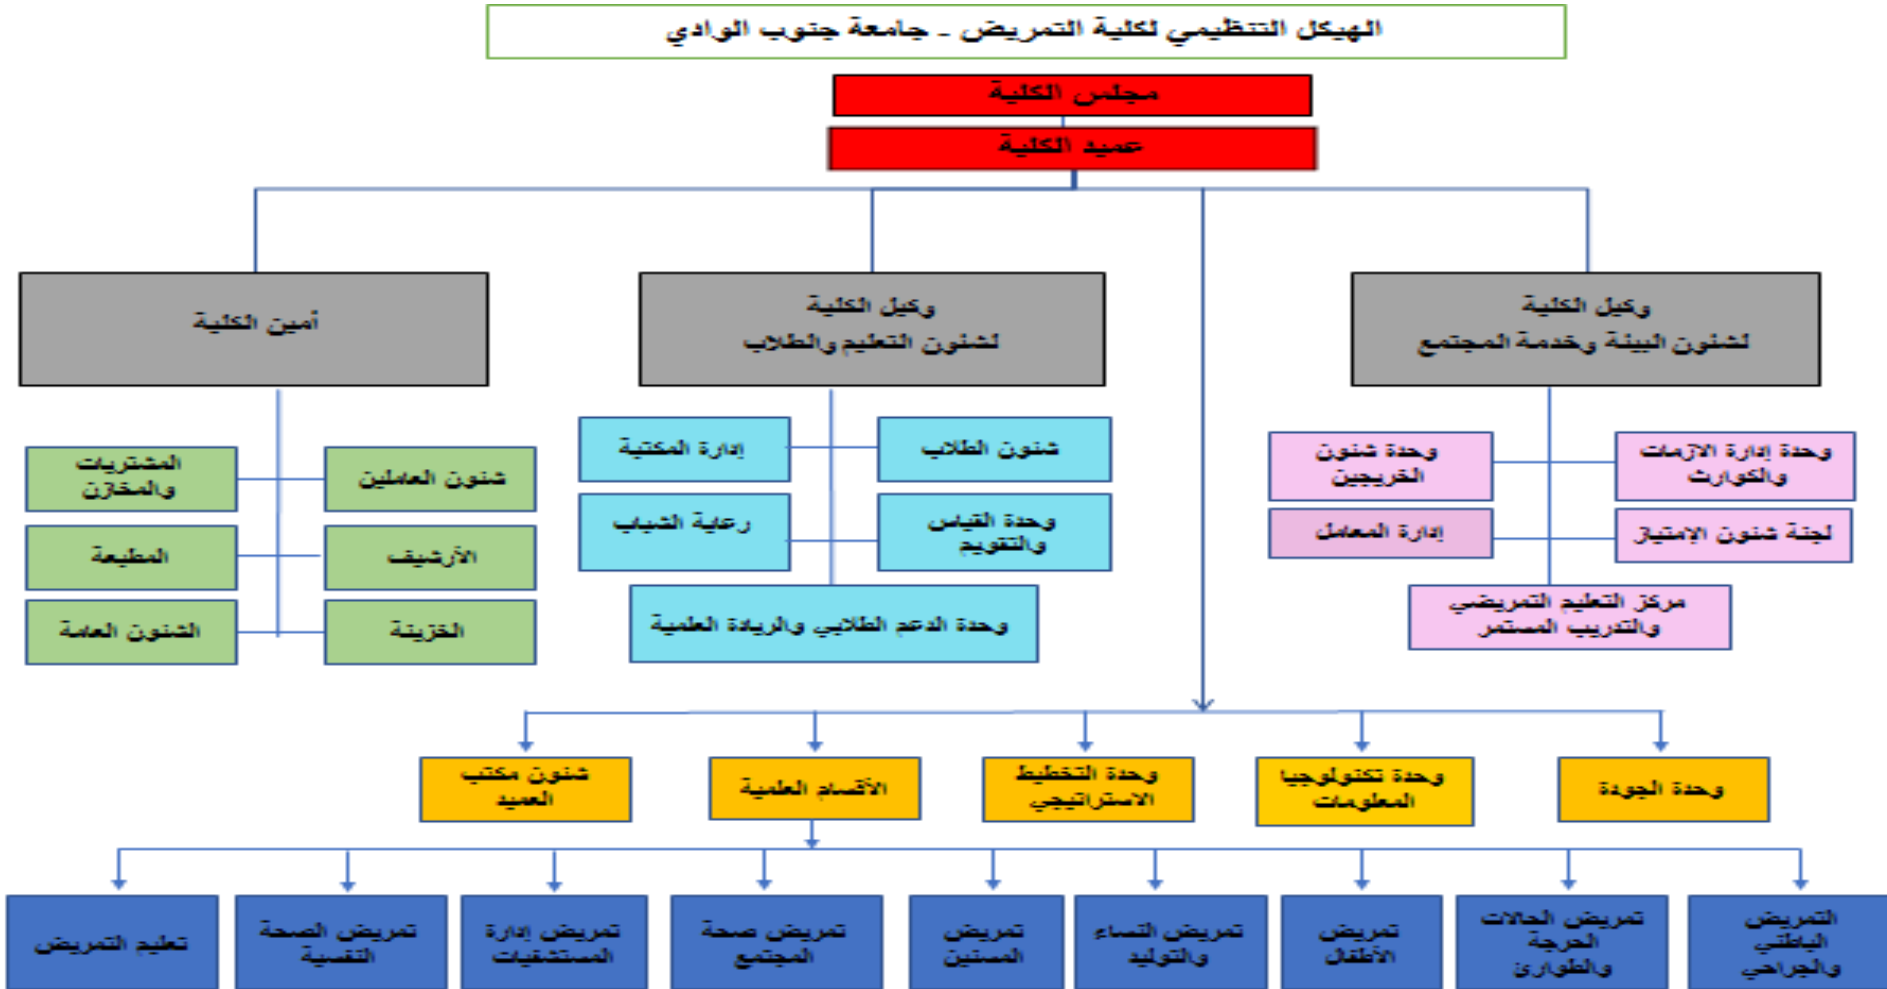 الهيكل التنظيمي لكلية التمريض - جامعة جنوب الوادي
مجلس الكلية
عميد الكلية
وكيل الكلية
لشئون البيئة وخدمة المجتمع
وكيل الكلية
لشئون التعليم والطلاب
أمين الكلية
وحدة إدارة الازمات
والكوارث
وحدة شئون
الخريجين
لجنة شئون الإمتياز
إدارة المعامل
مركز التعليم التمريضي
والتدريب المستمر
شئون الطلاب
إدارة المكتبة
وحدة القياس
والتقويم
رعاية الشباب
وحدة الدعم الطلابي والريادة العلمية
شئون العاملين
المشتريات
والمخازن
الأرشيف
المطبعة
الخزينة
الشئون العامة
وحدة الجودة
وحدة تكنولوجيا
المعلومات
وحدة التخطيط
الاستراتيجي
الأقسام العلمية
شئون مكتب
العميد
التمريض
الباطني
والجراحي
تمريض الحالات
الحرجة
والطوارئ
تمريض
الأطفال
تمريض النساء
والتوليد
تمريض
المسنين
تمريض صحة
المجتمع
تمريض إدارة
المستشفيات
تمريض الصحة
النفسية
تعليم التمريض